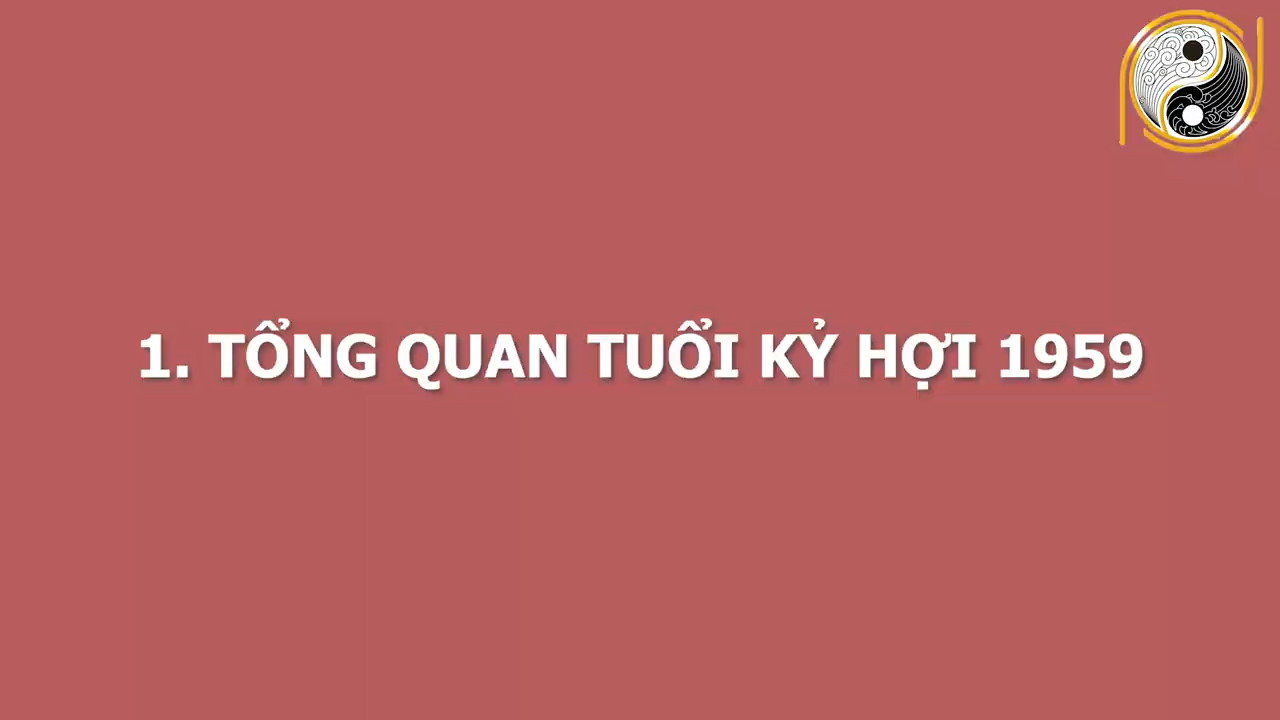 1. TỔNG QUAN TUỔI KỶ HỢI 1959